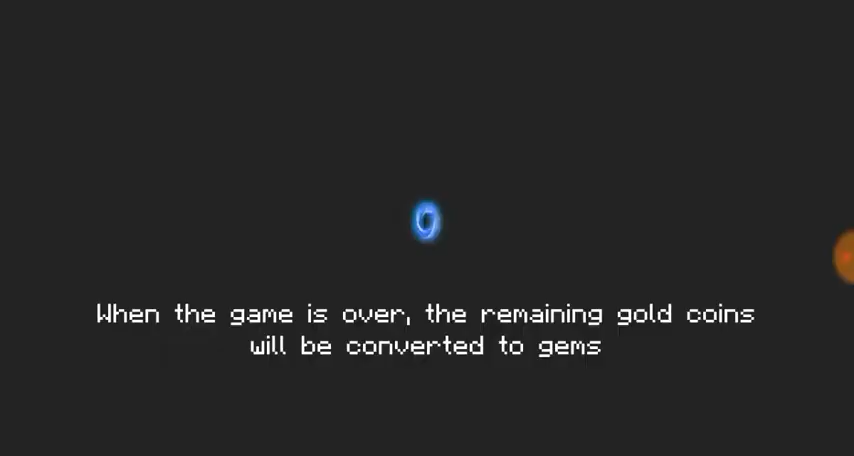 When the game is over, the remaining gold coins
will be converted to gems